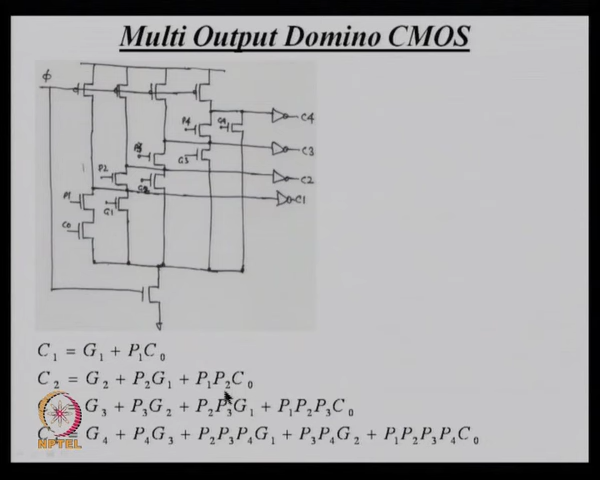 Multi Output Domino CMOS
ϕ
P4
G4
C4
P3
G3
C3
P2
G2
C2
P1
G1
C1
C0
C₁ = G₁ + P₁C₀
C₂ = G₂ + P₂G₁ + P₁P₂C₀
G₃ + P₃G₂ + P₂P₃G₁ + P₁P₂P₃C₀
C = G₄ + P₄G₃ + P₂P₃P₄G₁ + P₃P₄G₂ + P₁P₂P₃P₄C₀
NPTEL